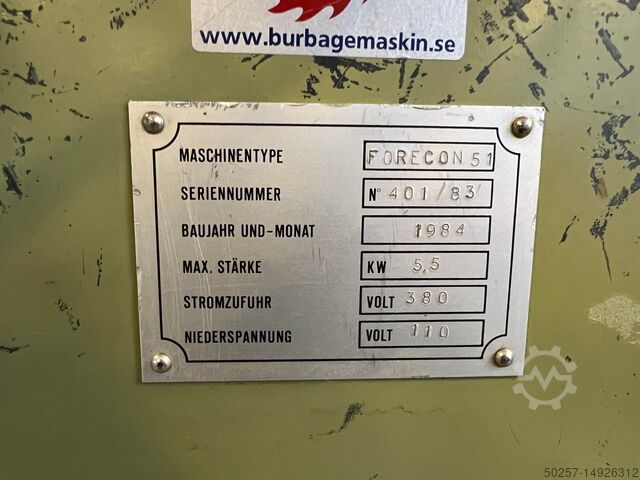 www.burbagemaskin.se
MASCHINENTYPE FORECON 51
SERIENNUMMER N° 401/83
BAUJAHR UND-MONAT 1984
MAX. STÄRKE KW 5.5
STROMZUFUHR VOLT 380
NIEDERSPANNUNG VOLT 110
50257-14926312